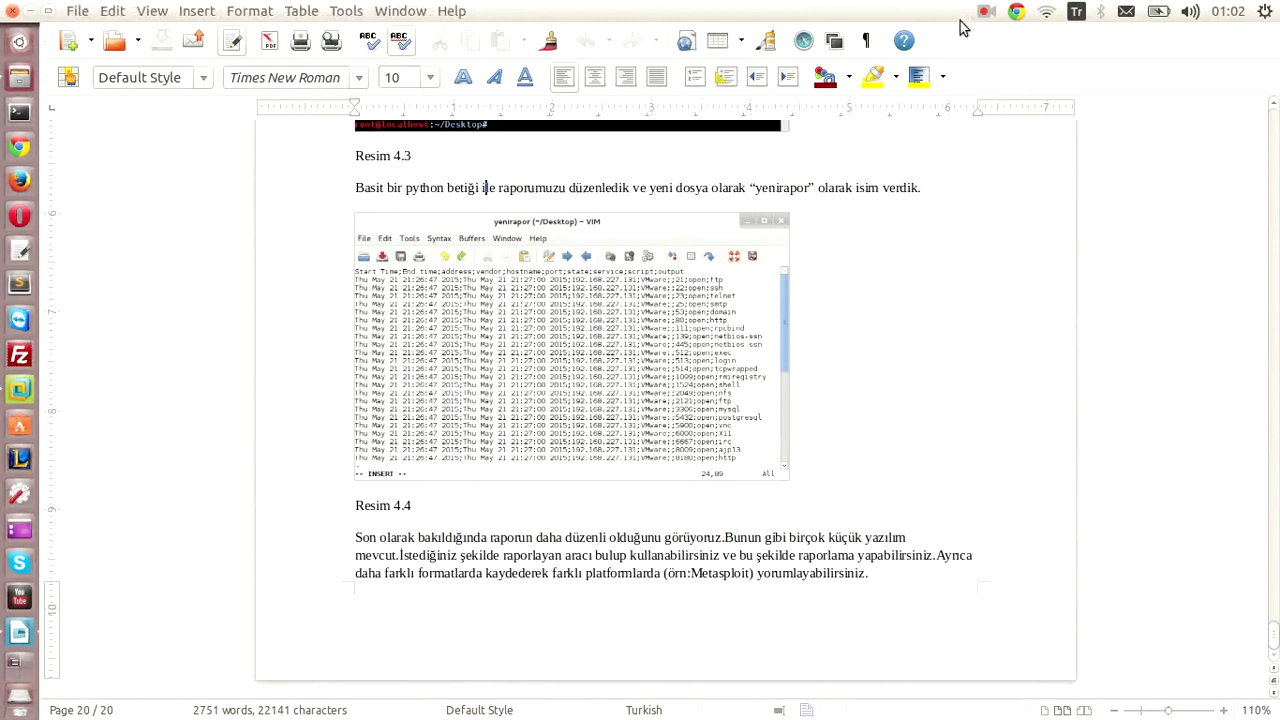 File Edit View Insert Format Table Tools Window Help
Tr
01:02
Default Style
Times New Roman
10
1 2 3 4 5 6 7
root@localhost:~/Desktop#
Resim 4.3
Basit bir python betiği ile raporumuzu düzenledik ve yeni dosya olarak “yenirapor” olarak isim verdik.
yenirapor (~/Desktop) - VIM
File Edit Tools Syntax Buffers Window Help
Start Time;End time;address;vendor;hostname;port;state;service;script;output
Thu May 21 21:26:47 2015;Thu May 21 21:27:00 2015;192.168.227.131;VMware;;21;open;ftp
Thu May 21 21:26:47 2015;Thu May 21 21:27:00 2015;192.168.227.131;VMware;;22;open;ssh
Thu May 21 21:26:47 2015;Thu May 21 21:27:00 2015;192.168.227.131;VMware;;23;open;telnet
Thu May 21 21:26:47 2015;Thu May 21 21:27:00 2015;192.168.227.131;VMware;;25;open;smtp
Thu May 21 21:26:47 2015;Thu May 21 21:27:00 2015;192.168.227.131;VMware;;53;open;domain
Thu May 21 21:26:47 2015;Thu May 21 21:27:00 2015;192.168.227.131;VMware;;80;open;http
Thu May 21 21:26:47 2015;Thu May 21 21:27:00 2015;192.168.227.131;VMware;;111;open;rpcbind
Thu May 21 21:26:47 2015;Thu May 21 21:27:00 2015;192.168.227.131;VMware;;139;open;netbios-ssn
Thu May 21 21:26:47 2015;Thu May 21 21:27:00 2015;192.168.227.131;VMware;;445;open;netbios-ssn
Thu May 21 21:26:47 2015;Thu May 21 21:27:00 2015;192.168.227.131;VMware;;512;open;exec
Thu May 21 21:26:47 2015;Thu May 21 21:27:00 2015;192.168.227.131;VMware;;513;open;login
Thu May 21 21:26:47 2015;Thu May 21 21:27:00 2015;192.168.227.131;VMware;;514;open;tcpwrapped
Thu May 21 21:26:47 2015;Thu May 21 21:27:00 2015;192.168.227.131;VMware;;1099;open;rmiregistry
Thu May 21 21:26:47 2015;Thu May 21 21:27:00 2015;192.168.227.131;VMware;;1524;open;shell
Thu May 21 21:26:47 2015;Thu May 21 21:27:00 2015;192.168.227.131;VMware;;2049;open;nfs
Thu May 21 21:26:47 2015;Thu May 21 21:27:00 2015;192.168.227.131;VMware;;2121;open;ftp
Thu May 21 21:26:47 2015;Thu May 21 21:27:00 2015;192.168.227.131;VMware;;3306;open;mysql
Thu May 21 21:26:47 2015;Thu May 21 21:27:00 2015;192.168.227.131;VMware;;5432;open;postgresql
Thu May 21 21:26:47 2015;Thu May 21 21:27:00 2015;192.168.227.131;VMware;;5900;open;vnc
Thu May 21 21:26:47 2015;Thu May 21 21:27:00 2015;192.168.227.131;VMware;;6000;open;X11
Thu May 21 21:26:47 2015;Thu May 21 21:27:00 2015;192.168.227.131;VMware;;6667;open;irc
Thu May 21 21:26:47 2015;Thu May 21 21:27:00 2015;192.168.227.131;VMware;;8009;open;ajp13
Thu May 21 21:26:47 2015;Thu May 21 21:27:00 2015;192.168.227.131;VMware;;8180;open;http
-- INSERT -- 24,89 All
Resim 4.4
Son olarak bakıldığında raporun daha düzenli olduğunu görüyoruz.Bunun gibi birçok küçük yazılım
mevcut.İstediğiniz şekilde raporlayan aracı bulup kullanabilirsiniz ve bu şekilde raporlama yapabilirsiniz.Ayrıca
daha farklı formatlarda kaydederek farklı platformlarda (örn:Metasploit) yorumlayabilirsiniz.
6
7
8
9
10
You Tube
Page 20 / 20 2751 words, 22141 characters Default Style Turkish 110%